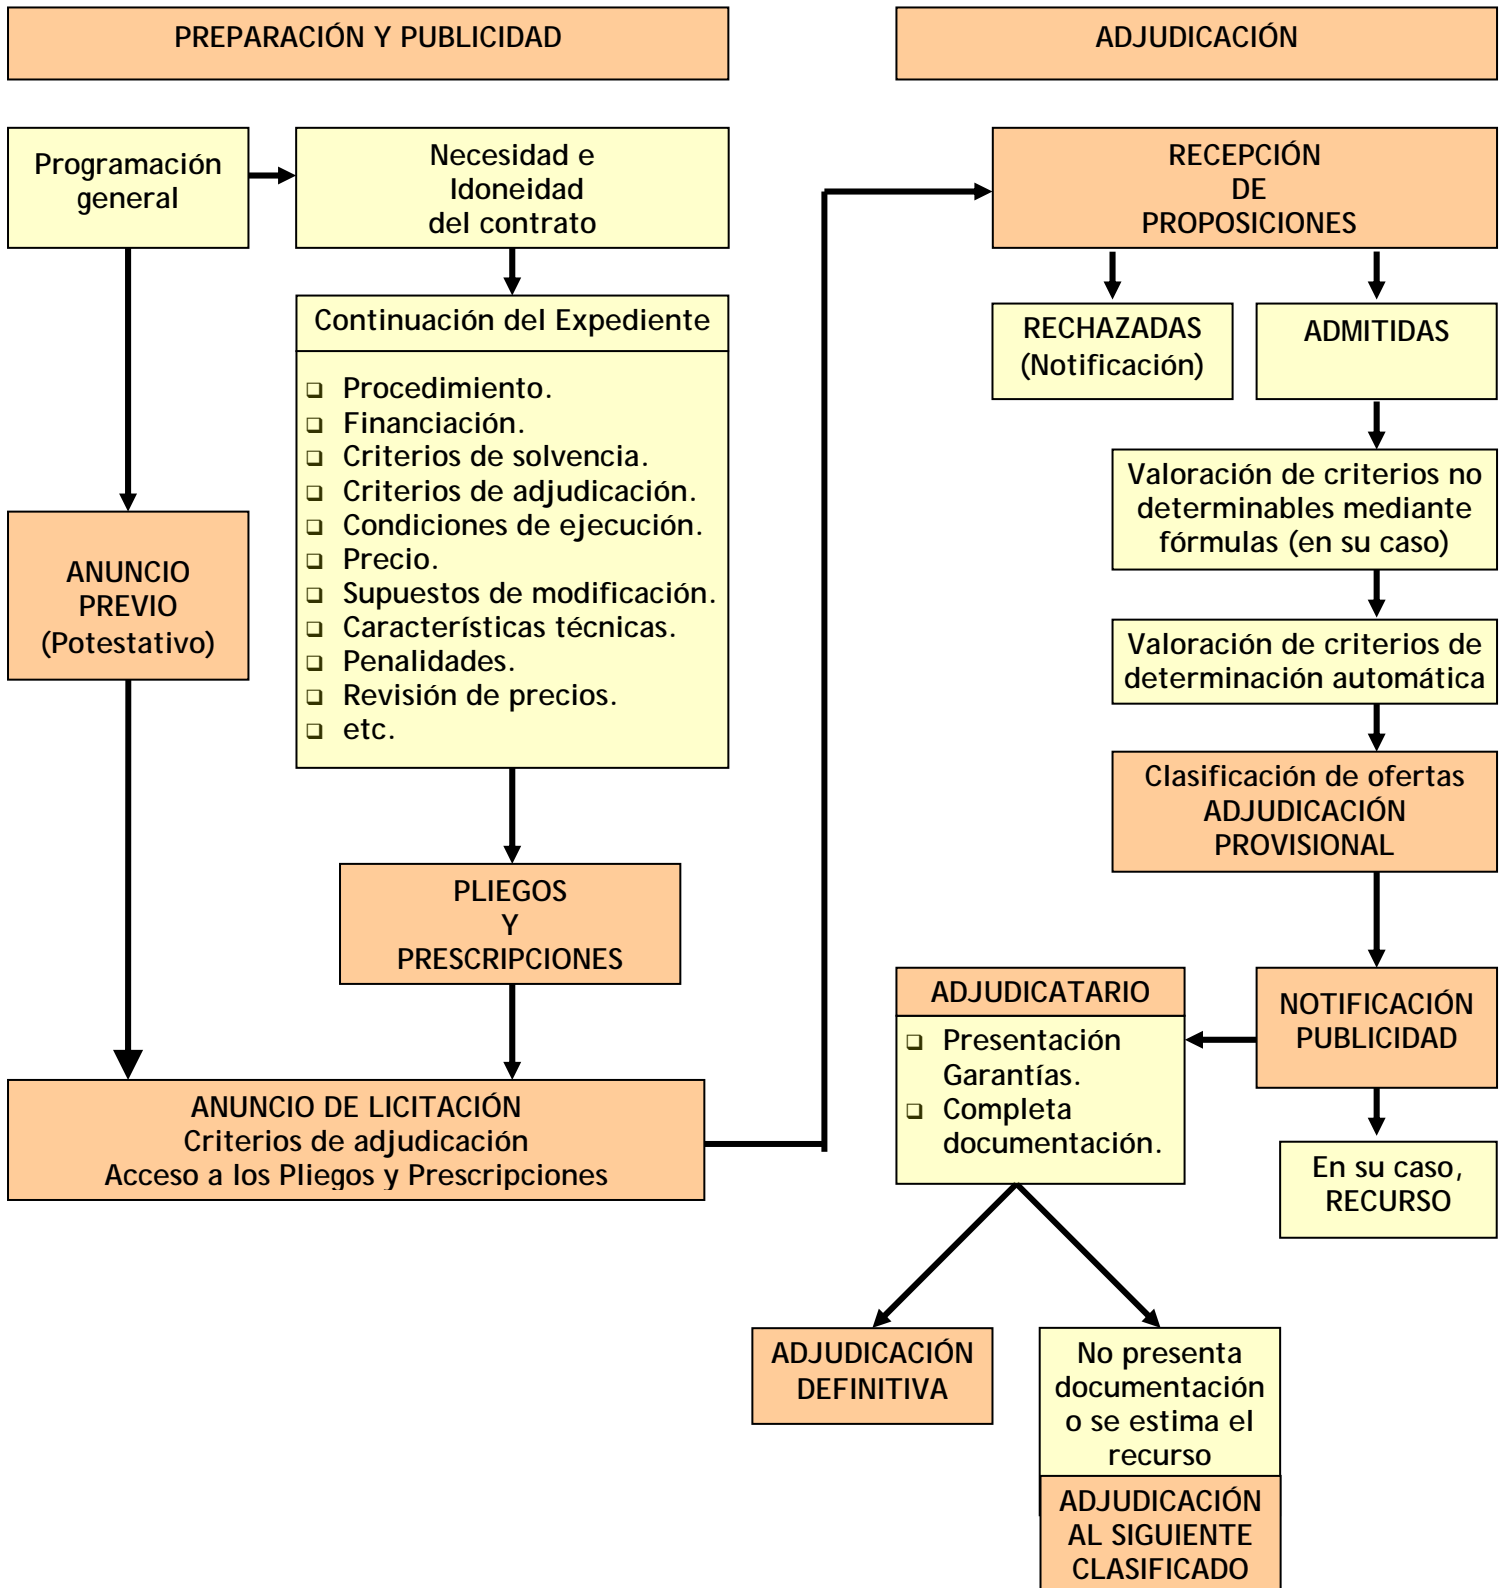 PREPARACIÓN Y PUBLICIDAD
Programación
general
Necesidad e
Idoneidad
del contrato
Continuación del Expediente
❑ Procedimiento.
❑ Financiación.
❑ Criterios de solvencia.
❑ Criterios de adjudicación.
❑ Condiciones de ejecución.
❑ Precio.
❑ Supuestos de modificación.
❑ Características técnicas.
❑ Penalidades.
❑ Revisión de precios.
❑ etc.
ANUNCIO
PREVIO
(Potestativo)
PLIEGOS
Y
PRESCRIPCIONES
ANUNCIO DE LICITACIÓN
Criterios de adjudicación
Acceso a los Pliegos y Prescripciones
ADJUDICACIÓN
RECEPCIÓN
DE
PROPOSICIONES
RECHAZADAS
(Notificación)
ADMITIDAS
Valoración de criterios no
determinables mediante
fórmulas (en su caso)
Valoración de criterios de
determinación automática
Clasificación de ofertas
ADJUDICACIÓN
PROVISIONAL
NOTIFICACIÓN
PUBLICIDAD
ADJUDICATARIO
❑ Presentación
Garantías.
❑ Completa
documentación.
En su caso,
RECURSO
ADJUDICACIÓN
DEFINITIVA
No presenta
documentación
o se estima el
recurso
ADJUDICACIÓN
AL SIGUIENTE
CLASIFICADO